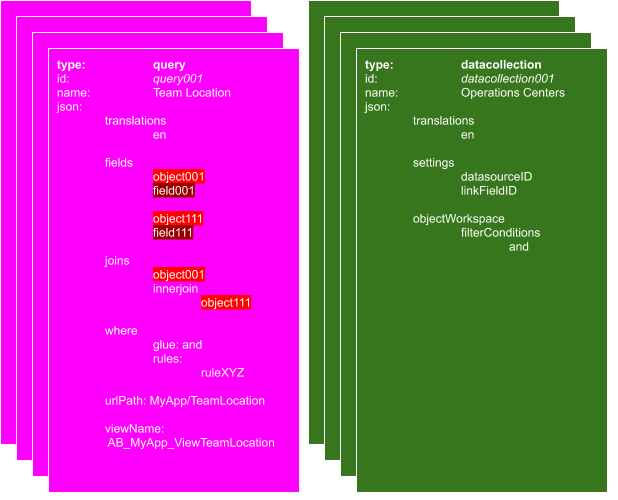 type: query
id: query001
name: Team Location
json:
translations
en
fields
object001
field001
object111
field111
joins
object001
innerjoin
object111
where
glue: and
rules:
ruleXYZ
urlPath: MyApp/TeamLocation
viewName:
AB_MyApp_ViewTeamLocation
type: datacollection
id: datacollection001
name: Operations Centers
json:
translations
en
settings
datasourceID
linkFieldID
objectWorkspace
filterConditions
and